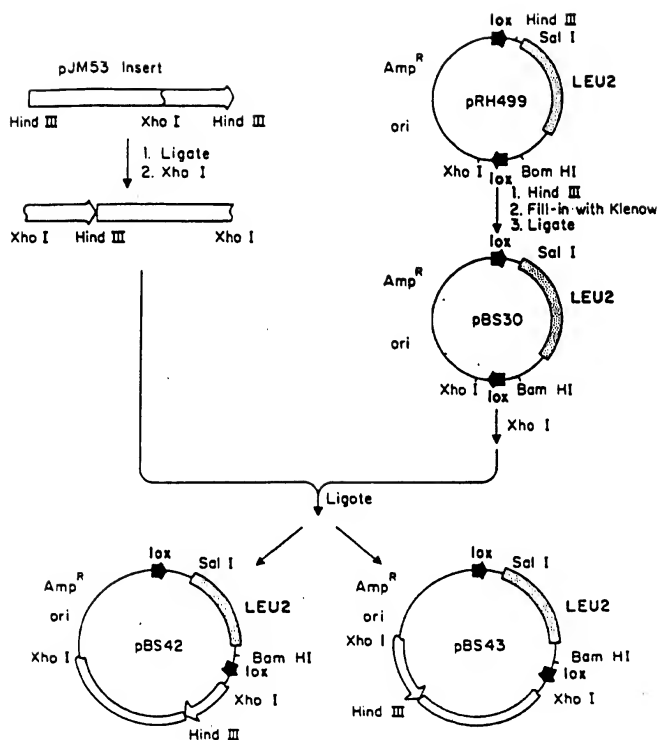 pJM53 Insert
Hind III Xho I Hind III
1. Ligate
2. Xho I
Xho I Hind III Xho I
lox Hind III
Sal I
Amp^R
LEU2
pRH499
ori
Xho I Bam HI
lox
1. Hind III
2. Fill-in with Klenow
3. Ligate
lox
Sal I
Amp^R
LEU2
pBS30
ori
Xho I Bam HI
lox
Xho I
Ligate
lox
Sal I
Amp^R
ori
LEU2
Xho I
pBS42
Bam HI
lox
Xho I
Hind III
lox
Sal I
Amp^R
ori
LEU2
Xho I
pBS43
Bam HI
lox
Hind III
Xho I